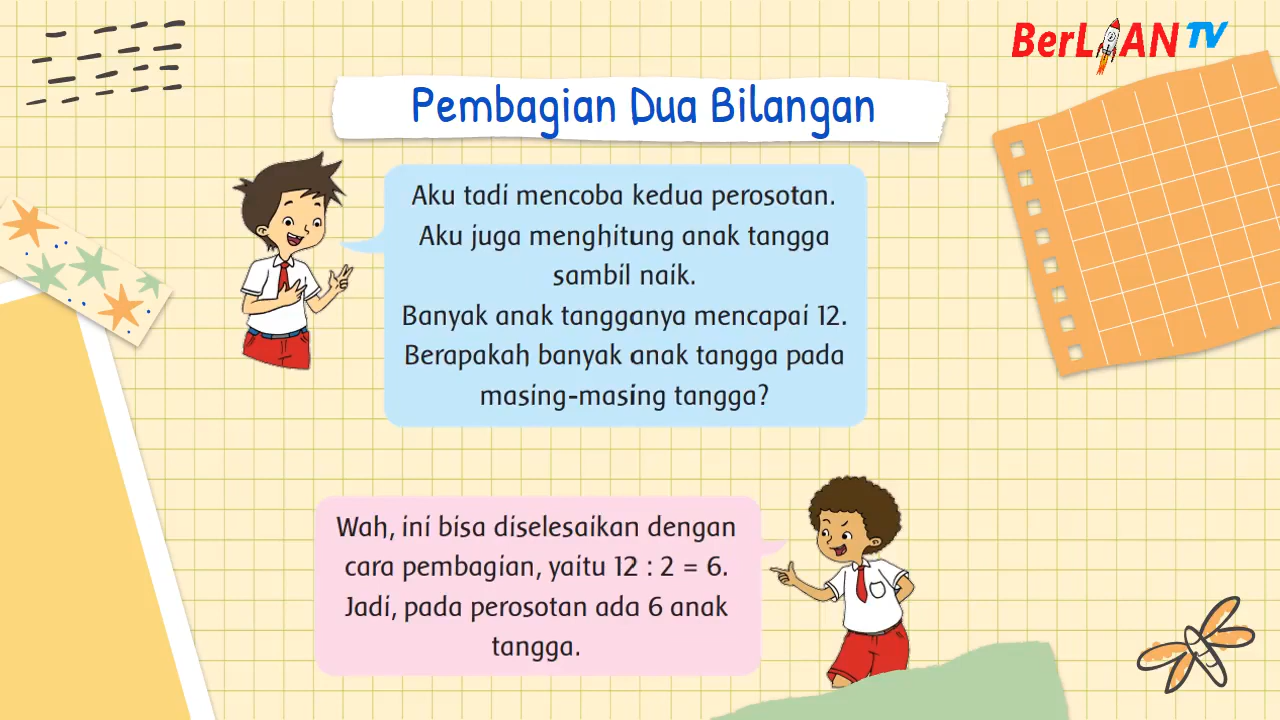 BerLIAN TV
Pembagian Dua Bilangan
Aku tadi mencoba kedua perosotan.
Aku juga menghitung anak tangga
sambil naik.
Banyak anak tangganya mencapai 12.
Berapakah banyak anak tangga pada
masing-masing tangga?
Wah, ini bisa diselesaikan dengan
cara pembagian, yaitu 12 : 2 = 6.
Jadi, pada perosotan ada 6 anak
tangga.